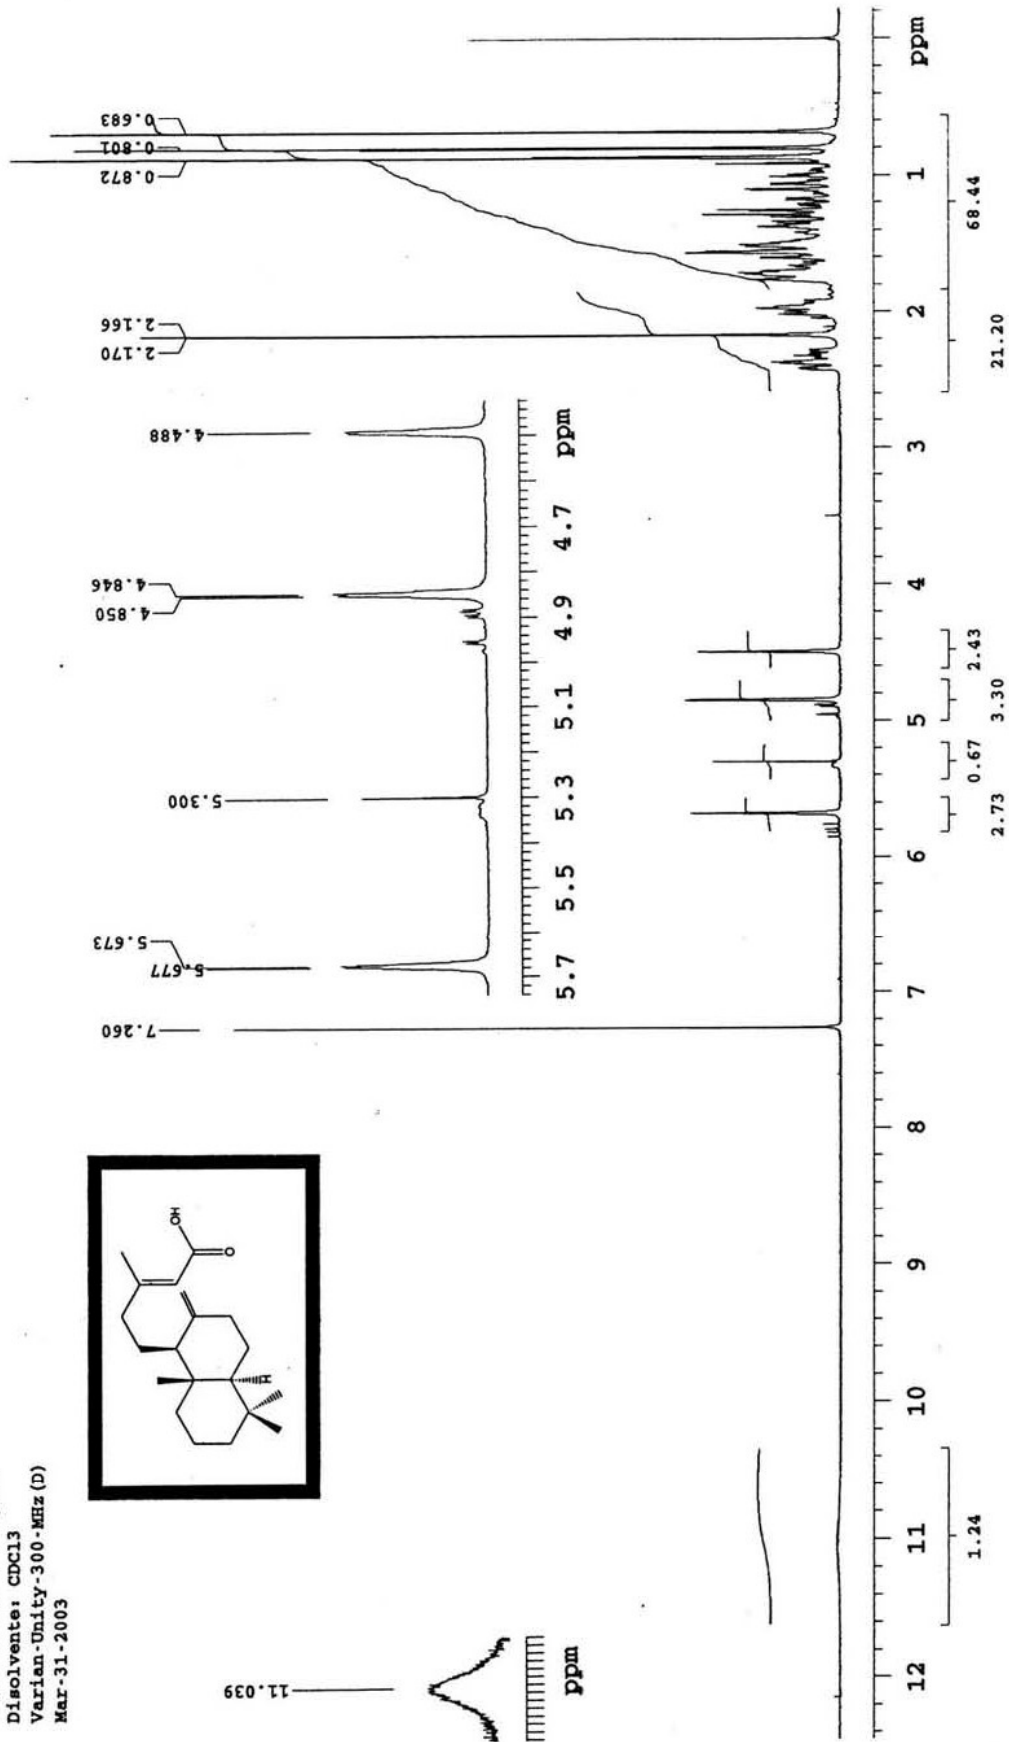 Disolvente: CDCl3
Varian-Unity-300-MHz (D)
Mar-31-2003
OH
O
H
11.039
ppm
7.260
5.677
5.673
5.300
4.850
4.846
4.488
2.170
2.166
0.872
0.801
0.683
5.7 5.5 5.3 5.1 4.9 4.7 ppm
12 11 10 9 8 7 6 5 4 3 2 1 ppm
1.24
2.73
0.67
3.30
2.43
21.20
68.44